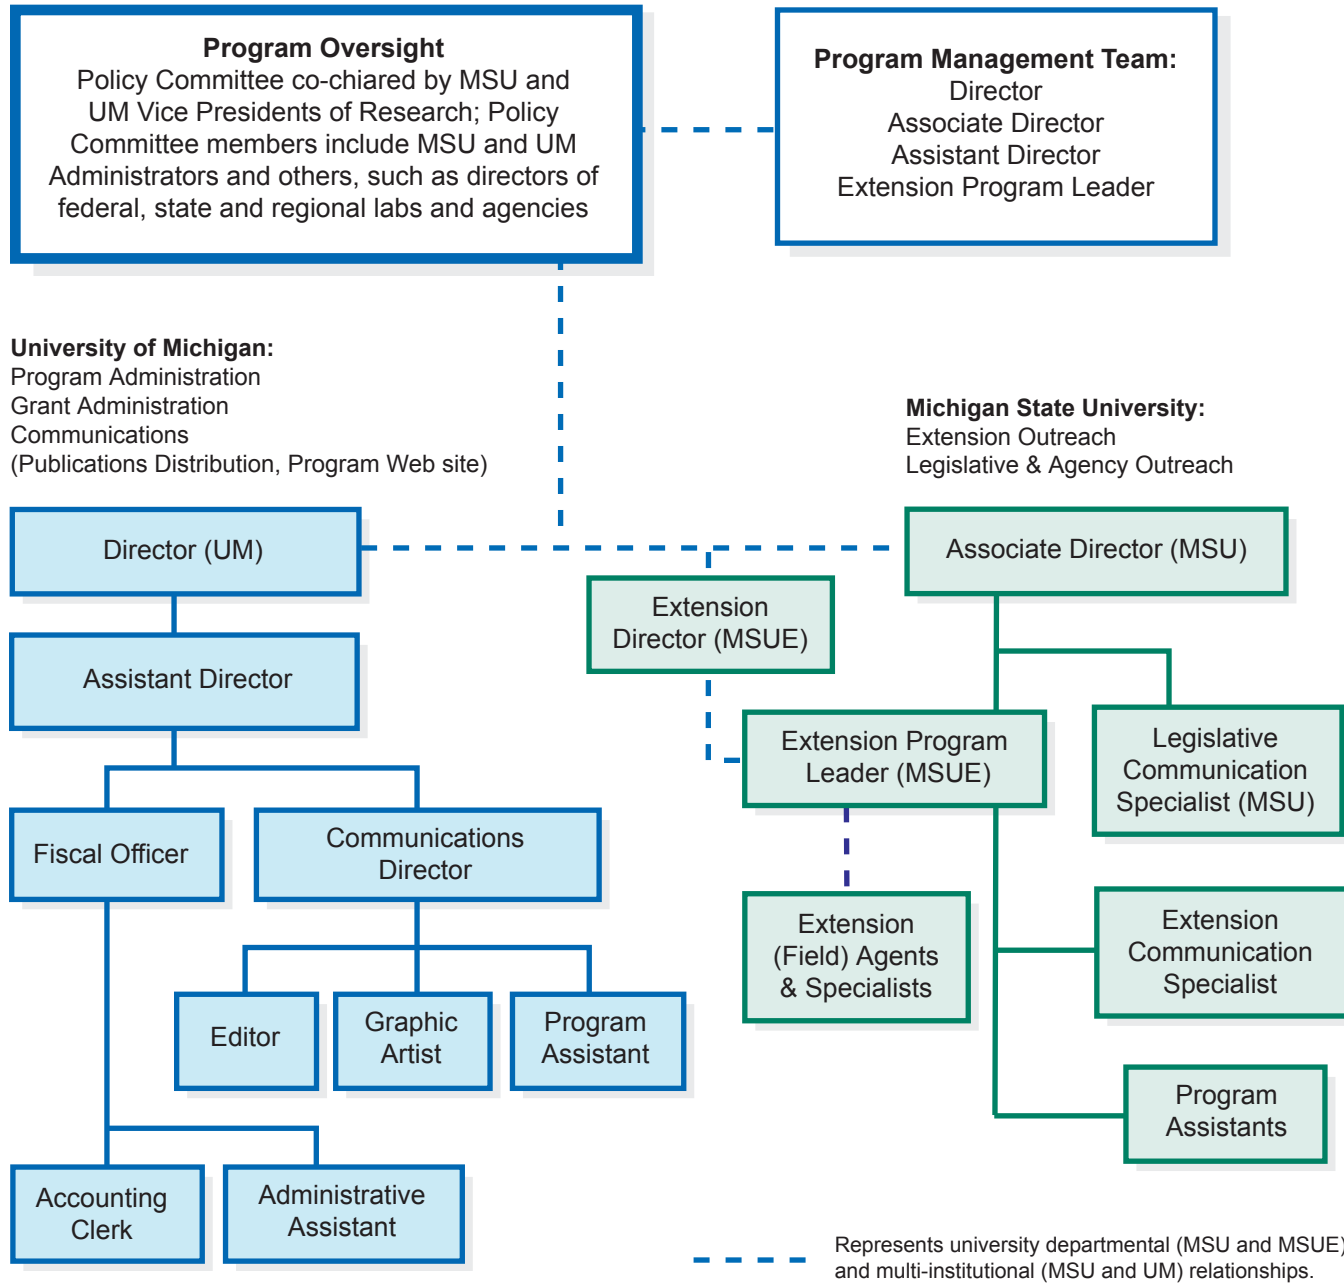 Program Oversight
Policy Committee co-chiared by MSU and
UM Vice Presidents of Research; Policy
Committee members include MSU and UM
Administrators and others, such as directors of
federal, state and regional labs and agencies
Program Management Team:
Director
Associate Director
Assistant Director
Extension Program Leader
University of Michigan:
Program Administration
Grant Administration
Communications
(Publications Distribution, Program Web site)
Michigan State University:
Extension Outreach
Legislative & Agency Outreach
Director (UM)
Assistant Director
Fiscal Officer
Communications
Director
Editor
Graphic
Artist
Program
Assistant
Accounting
Clerk
Administrative
Assistant
Associate Director (MSU)
Extension
Director (MSUE)
Extension Program
Leader (MSUE)
Legislative
Communication
Specialist (MSU)
Extension
(Field) Agents
& Specialists
Extension
Communication
Specialist
Program
Assistants
Represents university departmental (MSU and MSUE)
and multi-institutional (MSU and UM) relationships.